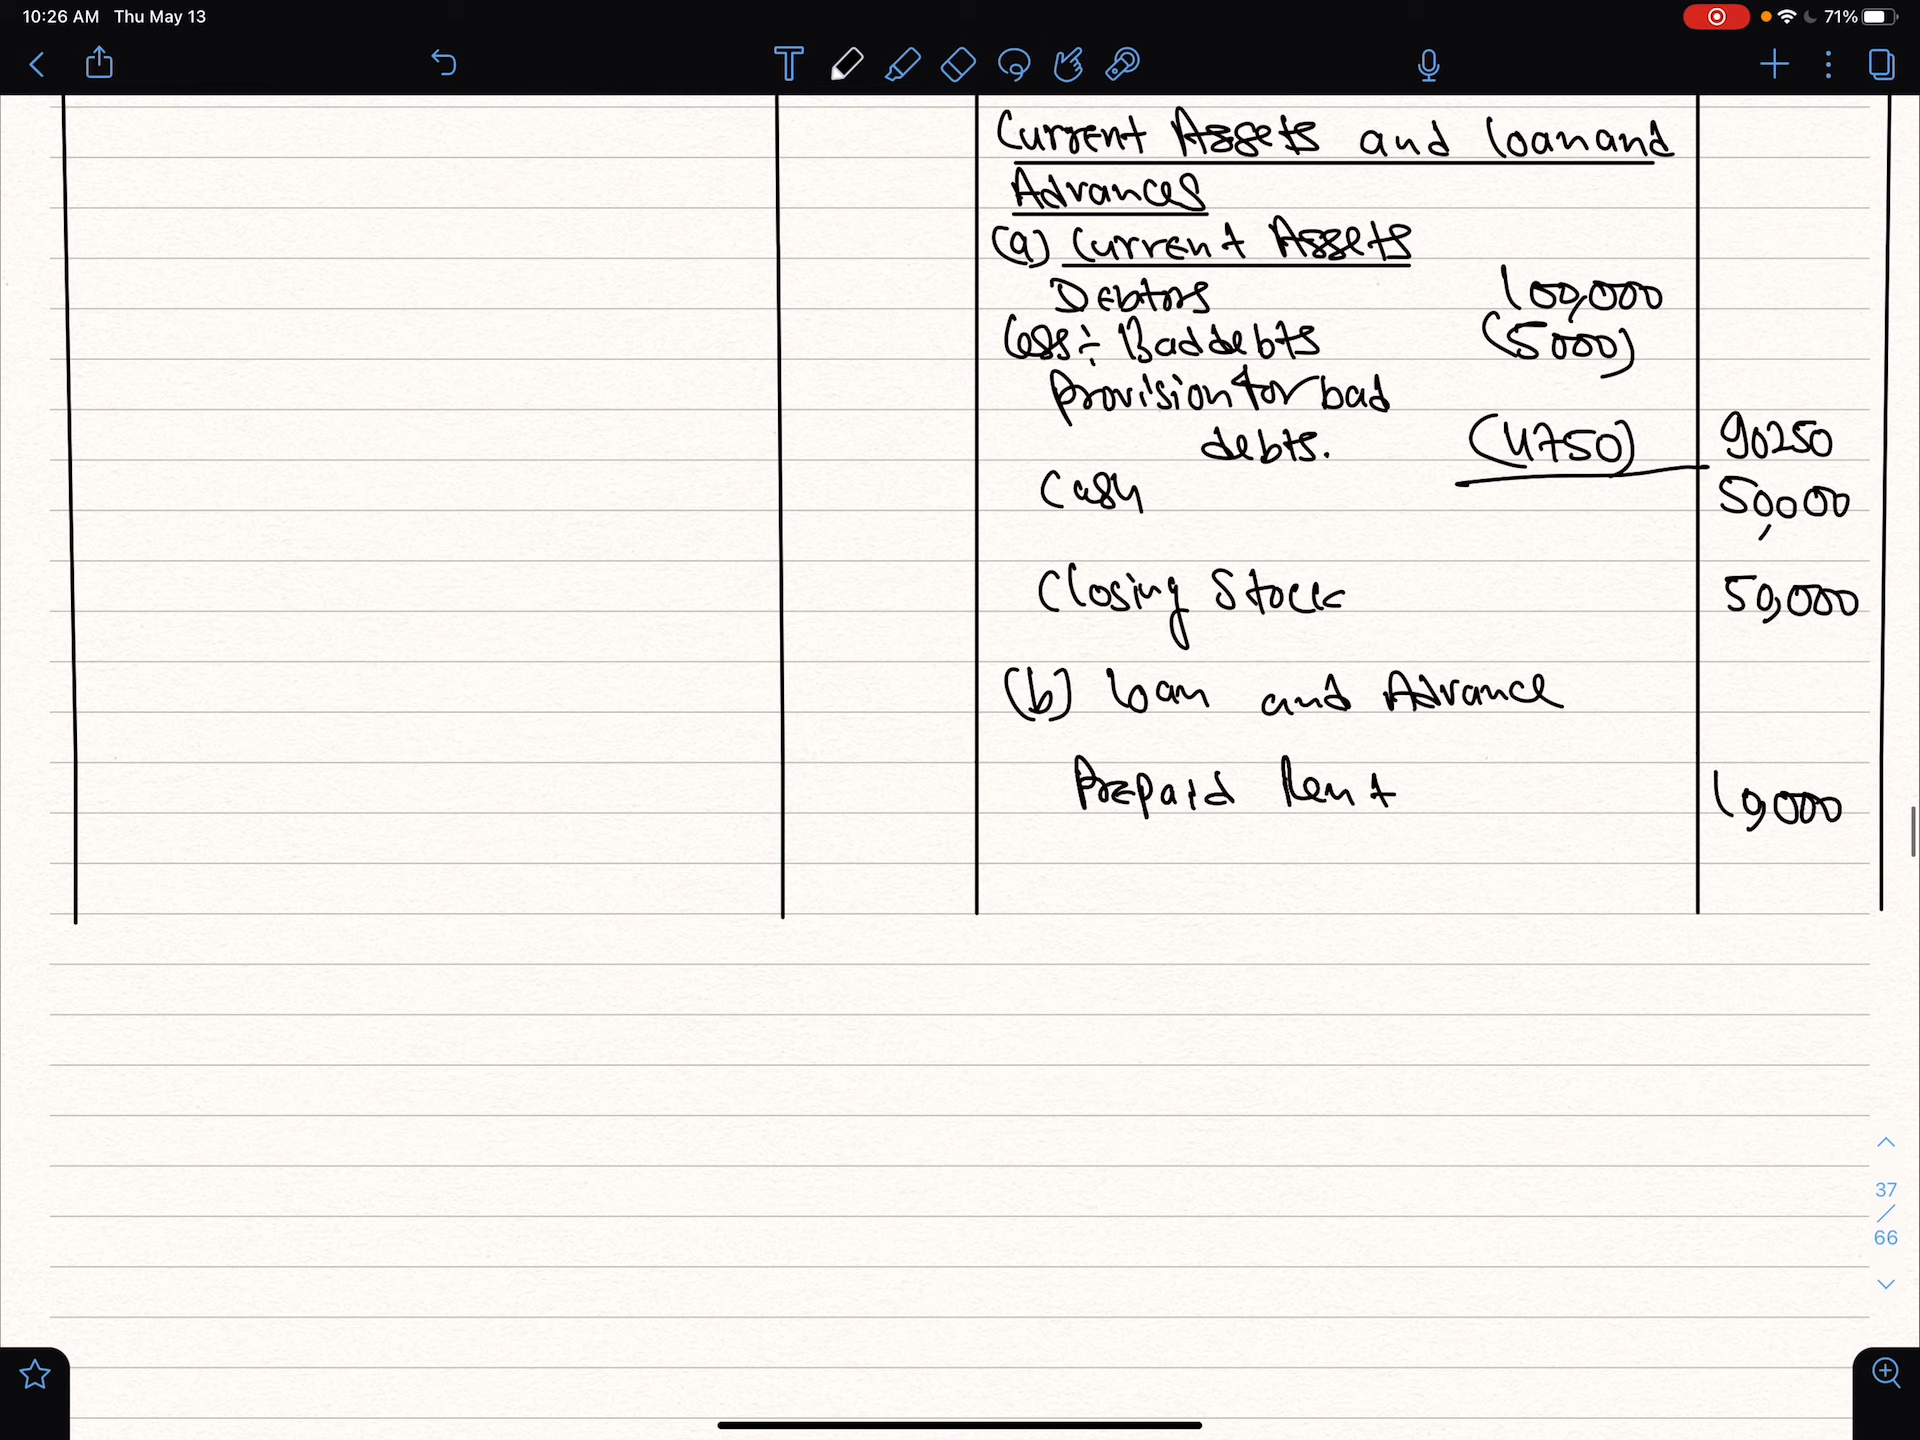 10:26 AM Thu May 13
71%
T
Current Assets and loan and
Advances
(a) Current Assets
Debtors 100,000
Less:- Bad debts (5000)
Provision for bad
debts. (4750) 90250
Cash 50,000
Closing Stock 50,000
(b) loan and Advance
Prepaid Rent 10,000
37
/
66